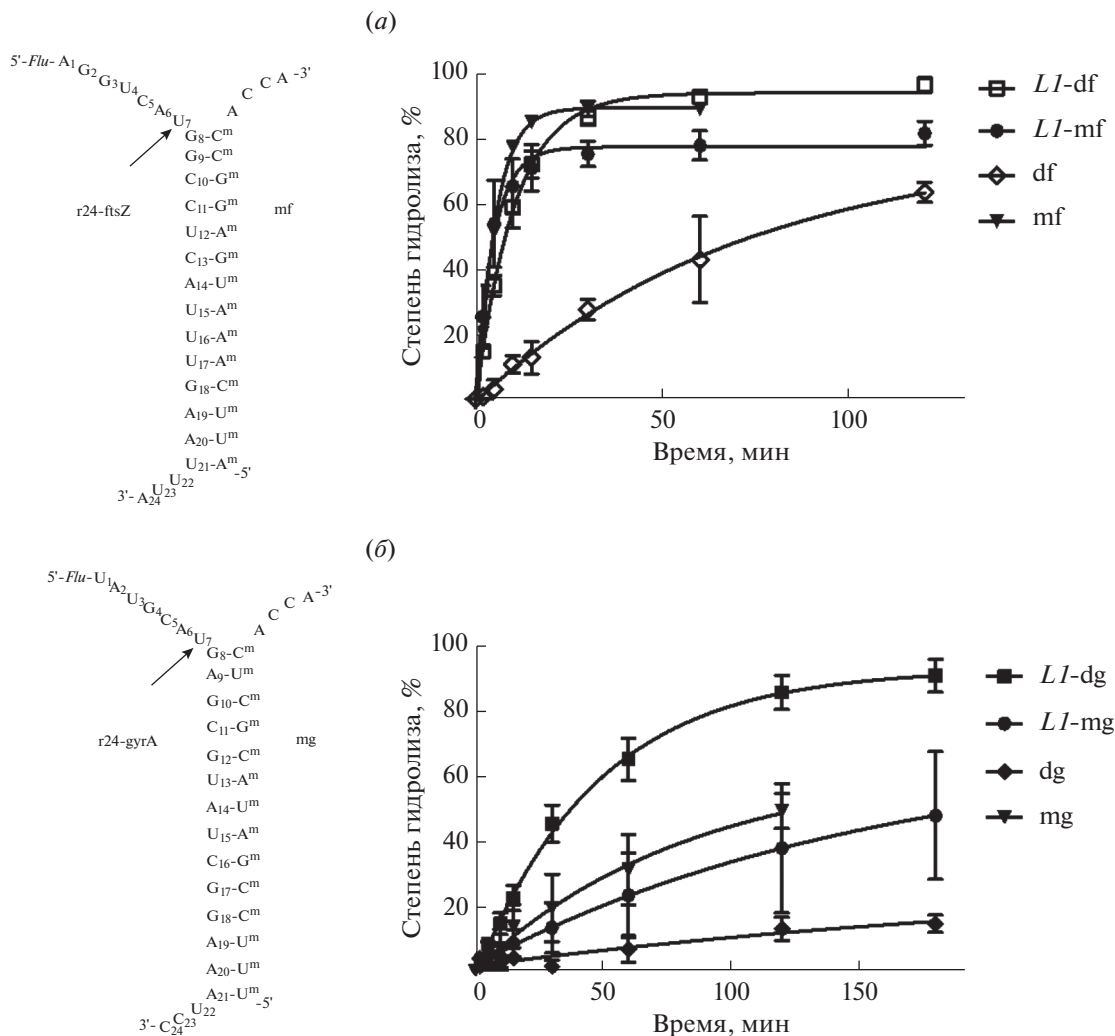 (а)
5'-Flu-A1G2G3U4C5A6U7
ACCA-3'
G8-Cm
G9-Cm
C10-Gm
C11-Gm
r24-ftsZ
mf
U12-Am
C13-Gm
A14-Um
U15-Am
U16-Am
U17-Am
G18-Cm
A19-Um
A20-Um
U21-Am-5'
3'-A24U23U22
Степень гидролиза, %
100
80
60
40
20
0
50
100
Время, мин
L1-df
L1-mf
df
mf
(б)
5'-Flu-U1A2U3G4C5A6U7
ACCA-3'
G8-Cm
A9-Um
G10-Cm
C11-Gm
r24-gyrA
mg
G12-Cm
U13-Am
A14-Um
U15-Am
C16-Gm
G17-Cm
G18-Cm
A19-Um
A20-Um
A21-Um-5'
3'-C24C23U22
Степень гидролиза, %
100
80
60
40
20
0
50
100
150
Время, мин
L1-dg
L1-mg
dg
mg